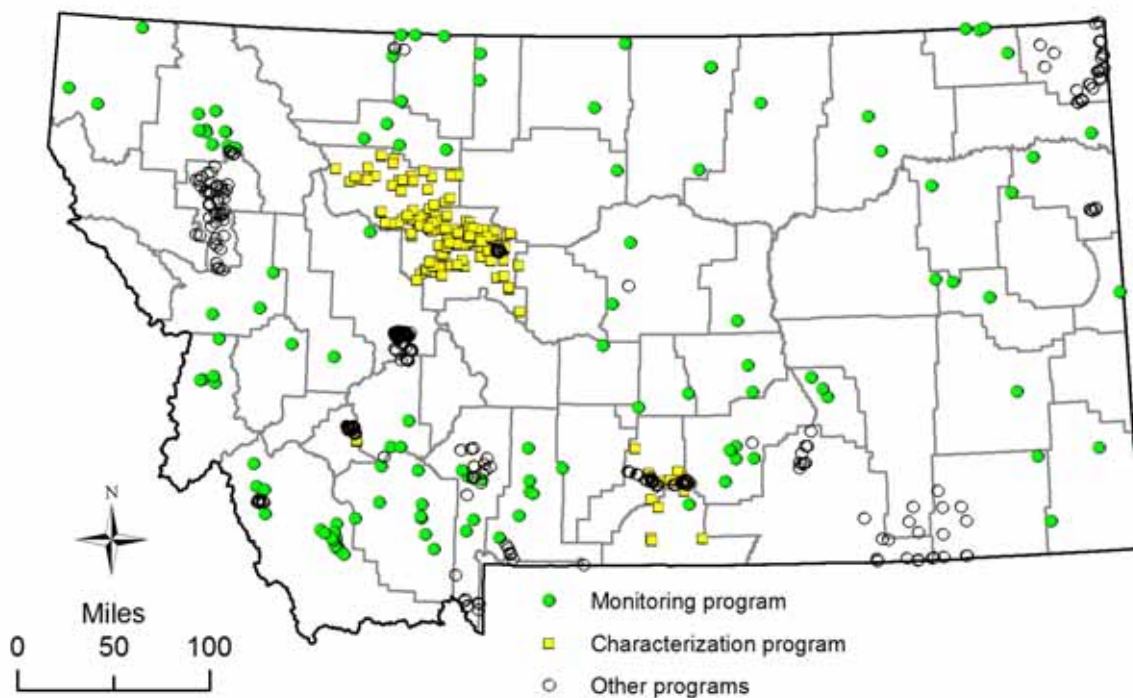 N
Miles
0 50 100
Monitoring program
Characterization program
Other programs